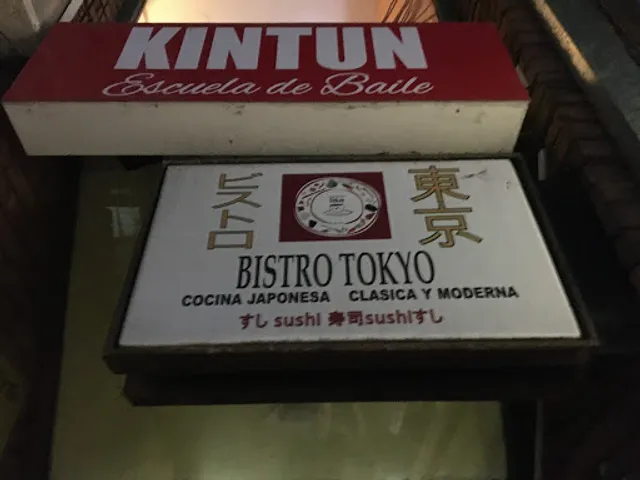 KINTUN
Escuela de Baile
ビストロ
東京
BISTRO TOKYO
COCINA JAPONESA CLASICA Y MODERNA
すし sushi 寿司sushiすし